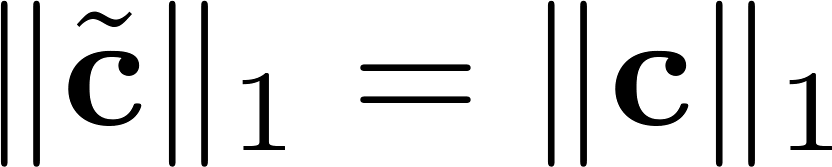 ‖c̃‖₁ = ‖c‖₁